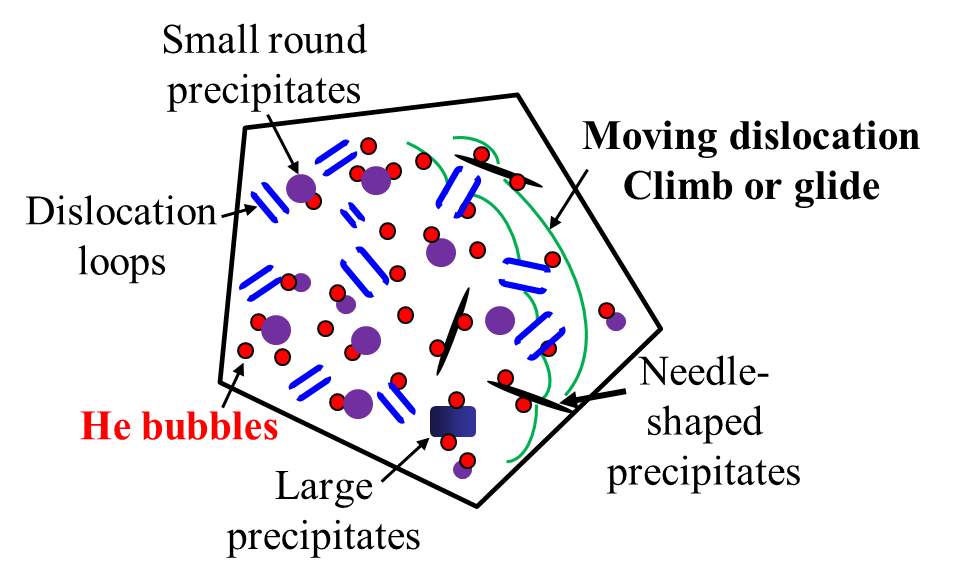 Small round
precipitates
Moving dislocation
Climb or glide
Dislocation
loops
Needle-
shaped
precipitates
He bubbles
Large
precipitates